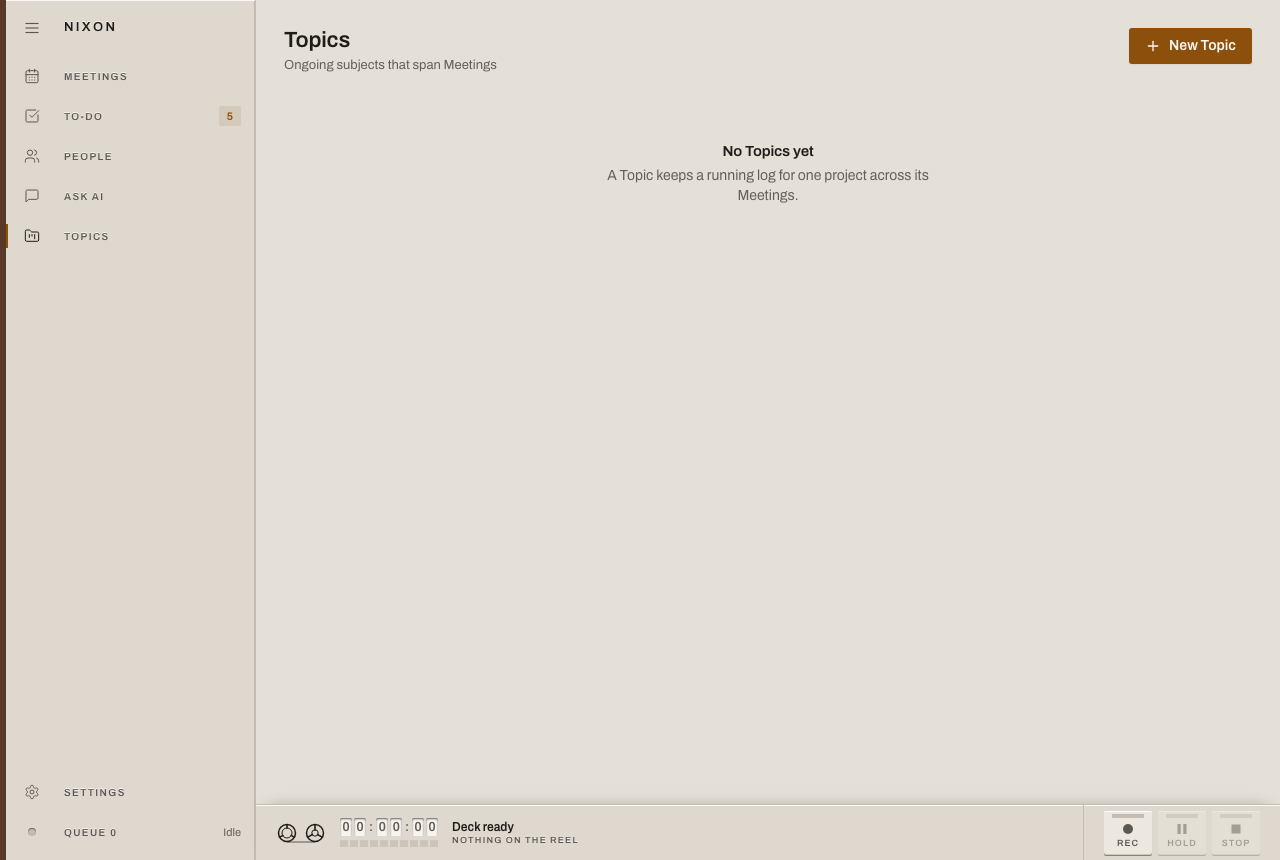 NIXON
MEETINGS
TO-DO 5
PEOPLE
ASK AI
TOPICS
SETTINGS
QUEUE 0 Idle
Topics
Ongoing subjects that span Meetings
New Topic
No Topics yet
A Topic keeps a running log for one project across its
Meetings.
00:00:00
Deck ready
NOTHING ON THE REEL
REC HOLD STOP